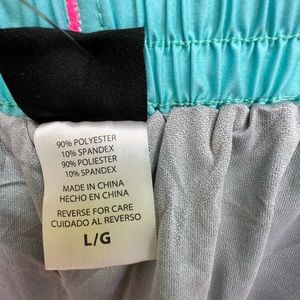 90% POLYESTER
10% SPANDEX
90% POLIESTER
10% SPANDEX
MADE IN CHINA
HECHO EN CHINA
REVERSE FOR CARE
CUIDADO AL REVERSO
L/G